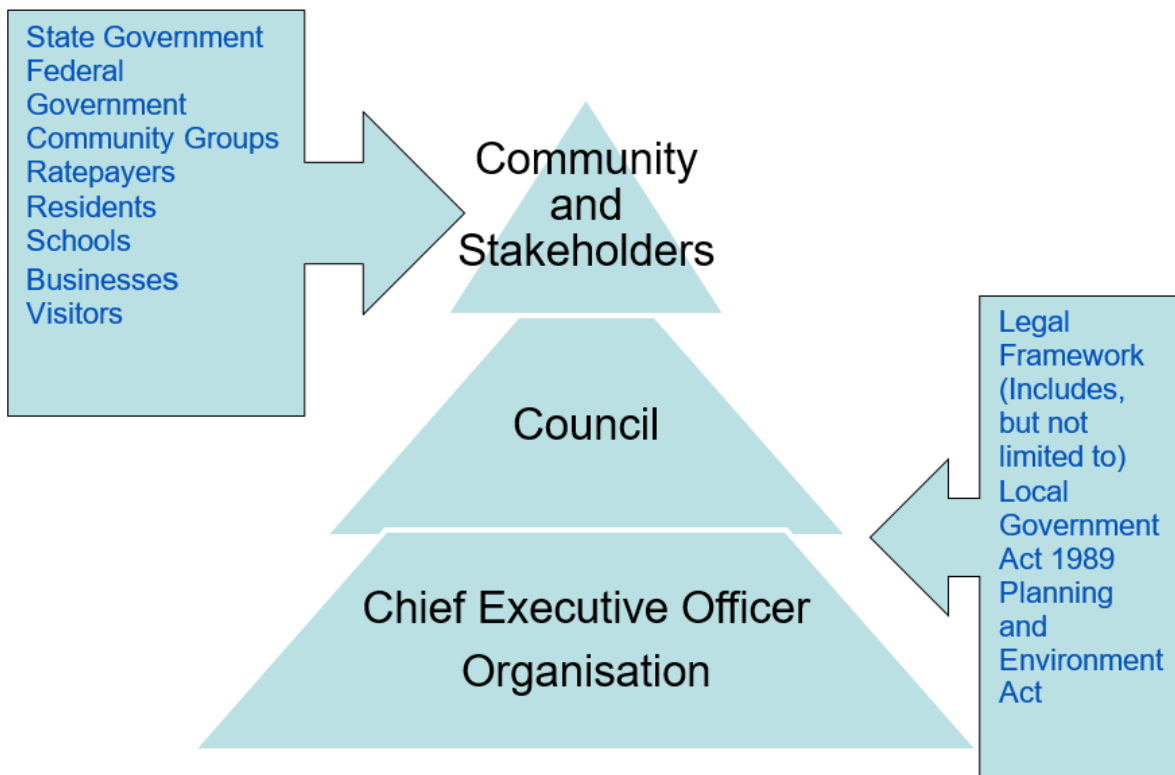 State Government
Federal
Government
Community Groups
Ratepayers
Residents
Schools
Businesses
Visitors
Community
and
Stakeholders
Council
Chief Executive Officer
Organisation
Legal
Framework
(Includes,
but not
limited to)
Local
Government
Act 1989
Planning
and
Environment
Act